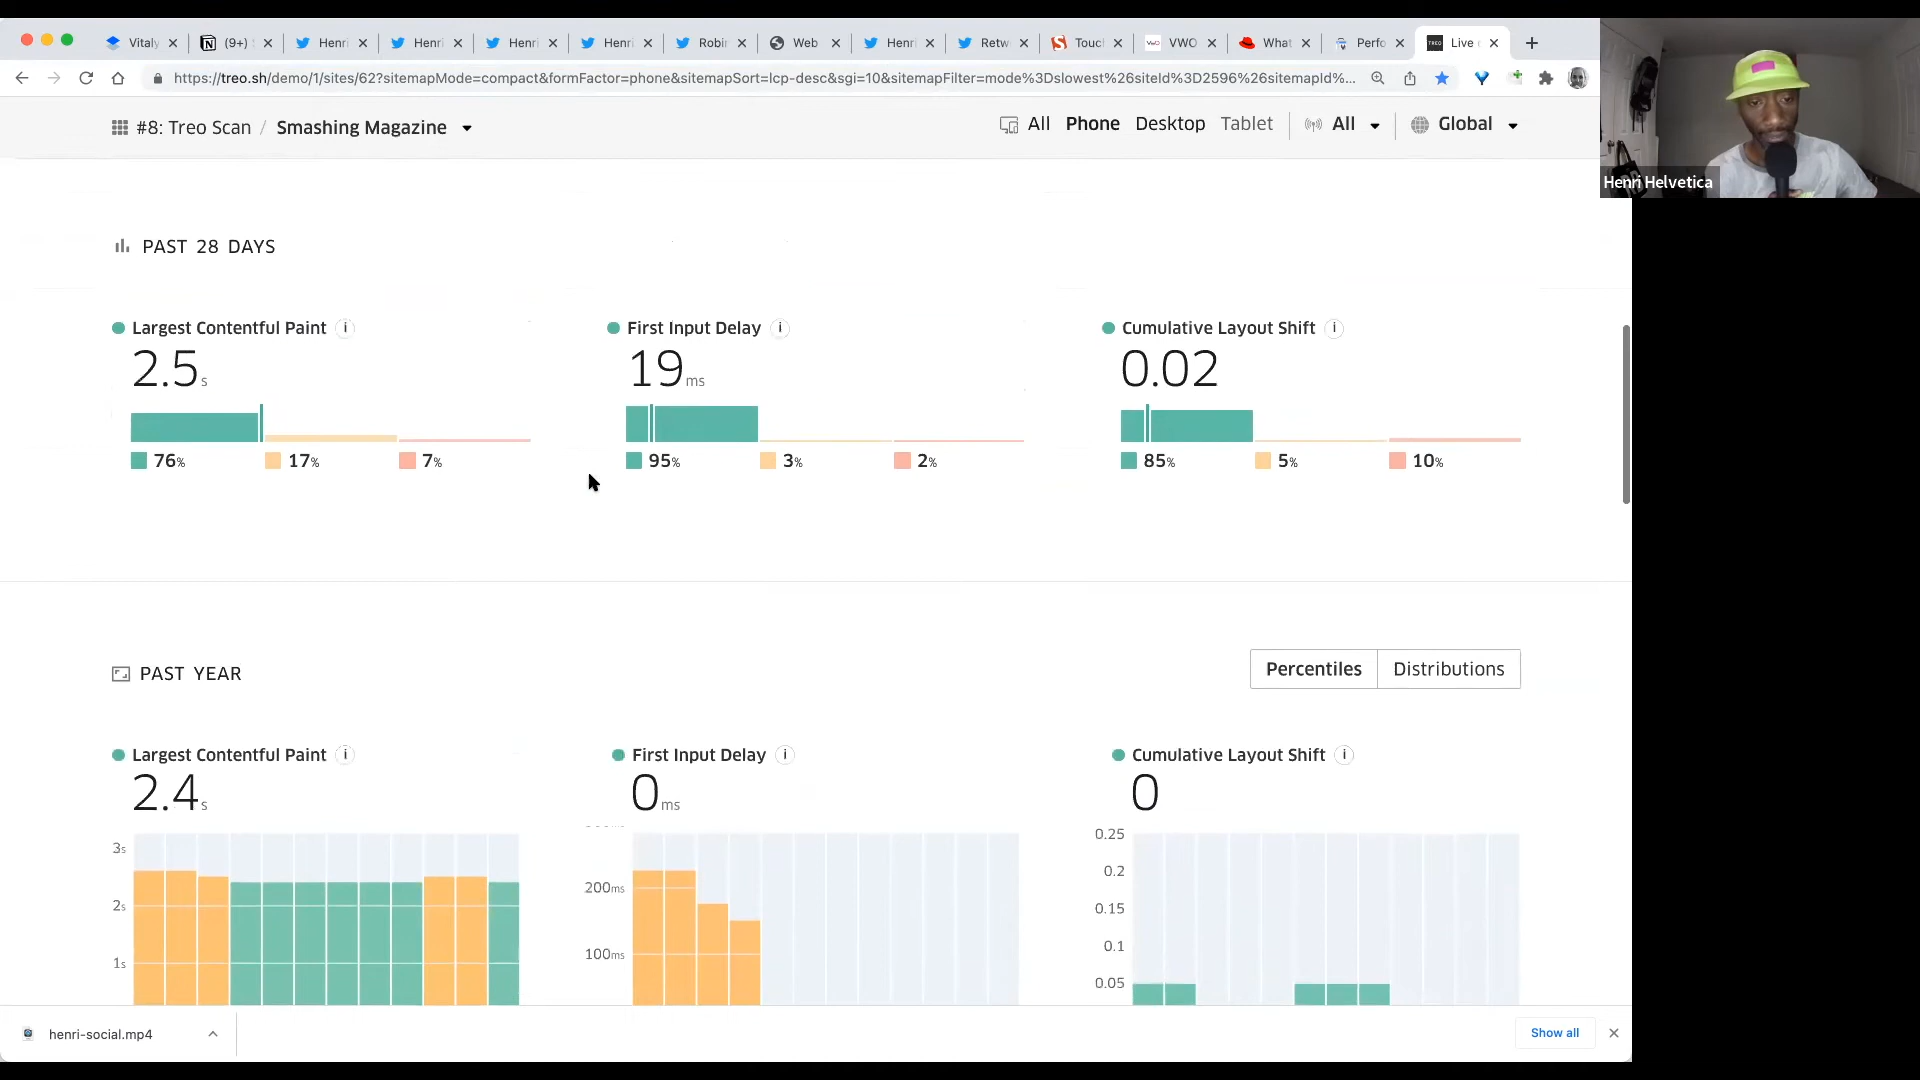 Vitaly
(9+)
Henri
Henri
Henri
Henri
Robin
Web
Henri
Retw
Touc
VWO
What
Perfo
Live
https://treo.sh/demo/1/sites/62?sitemapMode=compact&formFactor=phone&sitemapSort=lcp-desc&sgi=10&sitemapFilter=mode%3Dslowest%26siteId%3D2596%26sitemapId%...
#8: Treo Scan / Smashing Magazine
All Phone Desktop Tablet All Global
Henri Helvetica
PAST 28 DAYS
Largest Contentful Paint i
2.5s
76% 17% 7%
First Input Delay i
19ms
95% 3% 2%
Cumulative Layout Shift i
0.02
85% 5% 10%
PAST YEAR
Percentiles Distributions
Largest Contentful Paint i
2.4s
3s
2s
1s
First Input Delay i
0ms
200ms
100ms
Cumulative Layout Shift i
0
0.25
0.2
0.15
0.1
0.05
henri-social.mp4
Show all